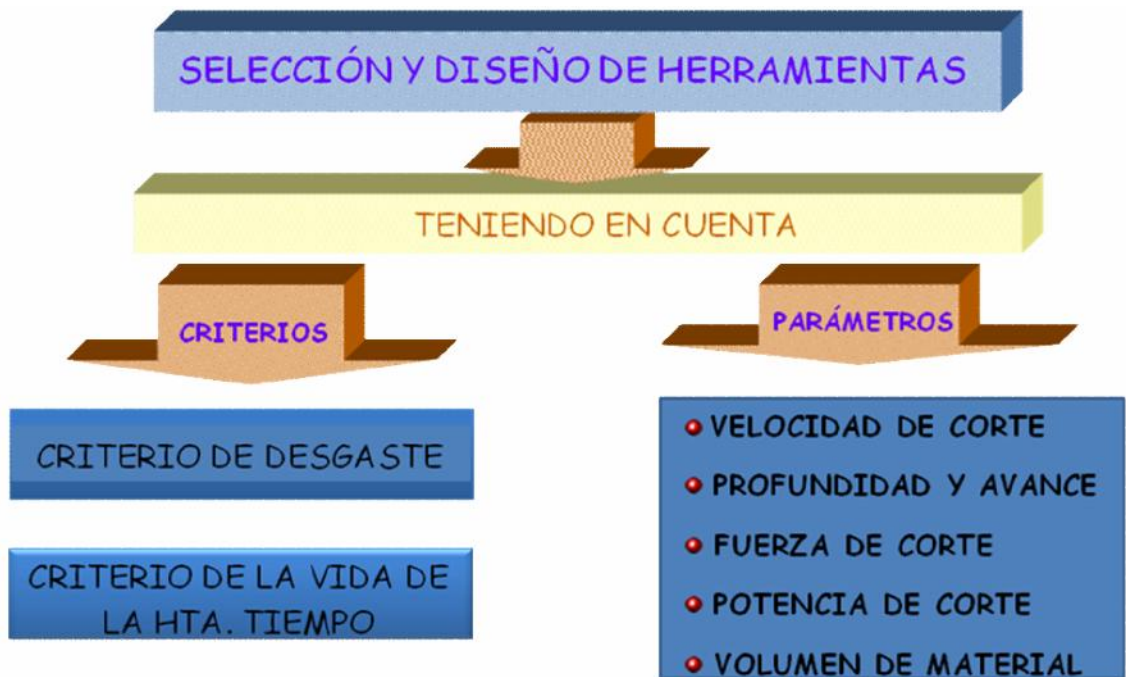 SELECCIÓN Y DISEÑO DE HERRAMIENTAS
TENIENDO EN CUENTA
CRITERIOS
CRITERIO DE DESGASTE
CRITERIO DE LA VIDA DE
LA HTA. TIEMPO
PARÁMETROS
VELOCIDAD DE CORTE
PROFUNDIDAD Y AVANCE
FUERZA DE CORTE
POTENCIA DE CORTE
VOLUMEN DE MATERIAL